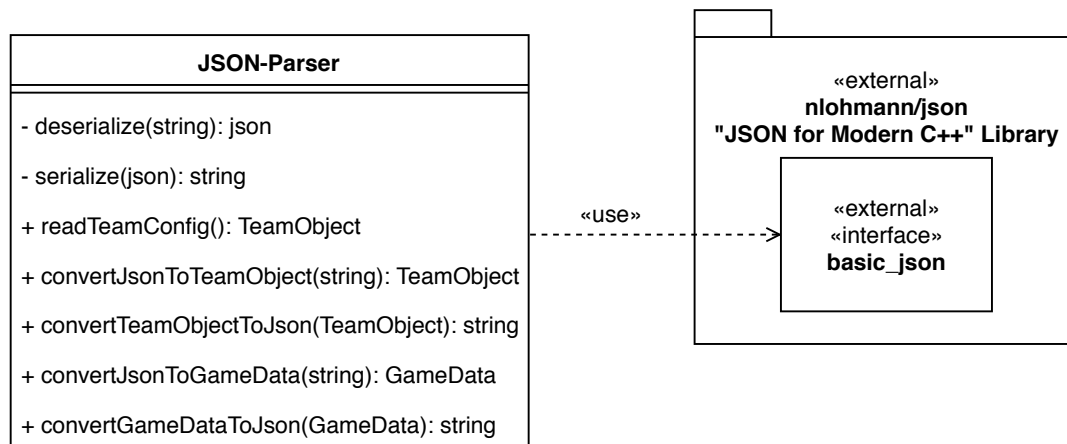 JSON-Parser
- deserialize(string): json
- serialize(json): string
+ readTeamConfig(): TeamObject
+ convertJsonToTeamObject(string): TeamObject
+ convertTeamObjectToJson(TeamObject): string
+ convertJsonToGameData(string): GameData
+ convertGameDataToJson(GameData): string
«use»
«external»
nlohmann/json
"JSON for Modern C++" Library
«external»
«interface»
basic_json